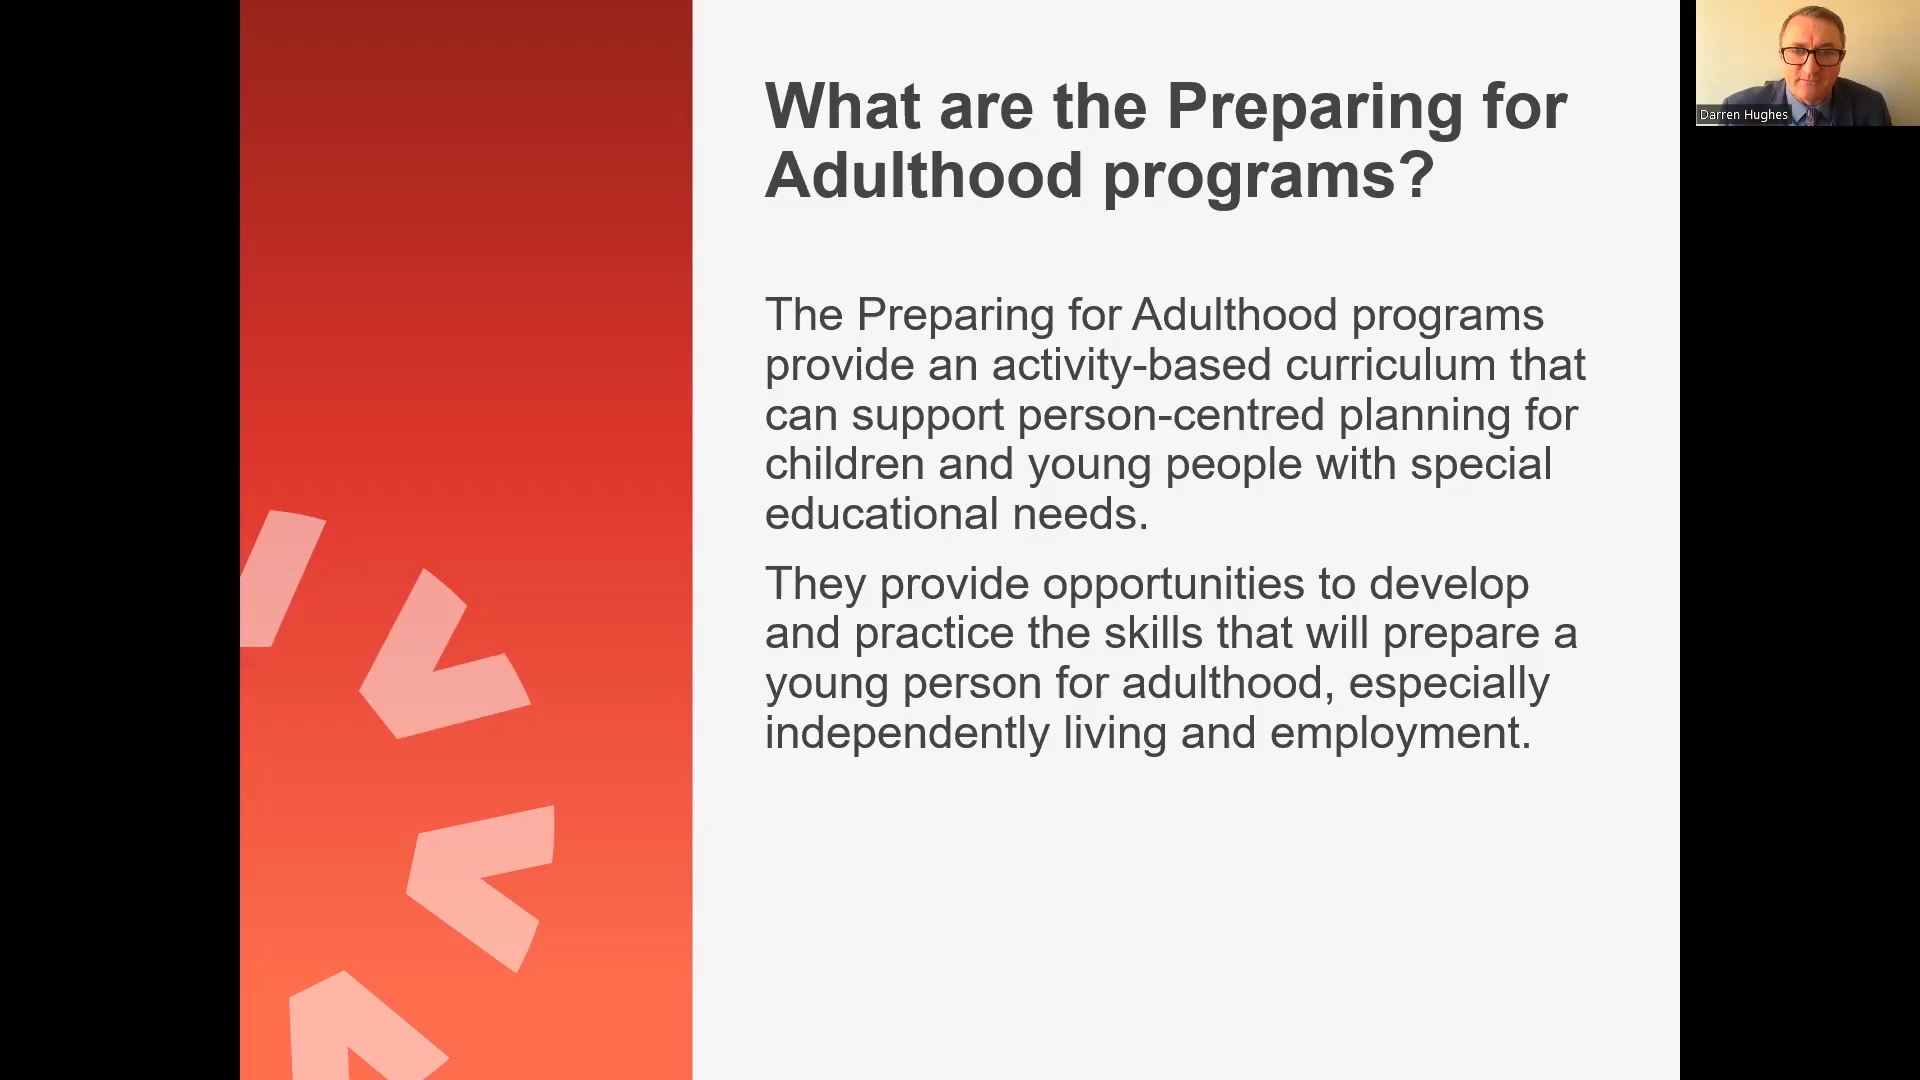 What are the Preparing for
Adulthood programs?
The Preparing for Adulthood programs
provide an activity-based curriculum that
can support person-centred planning for
children and young people with special
educational needs.
They provide opportunities to develop
and practice the skills that will prepare a
young person for adulthood, especially
independently living and employment.
Darren Hughes